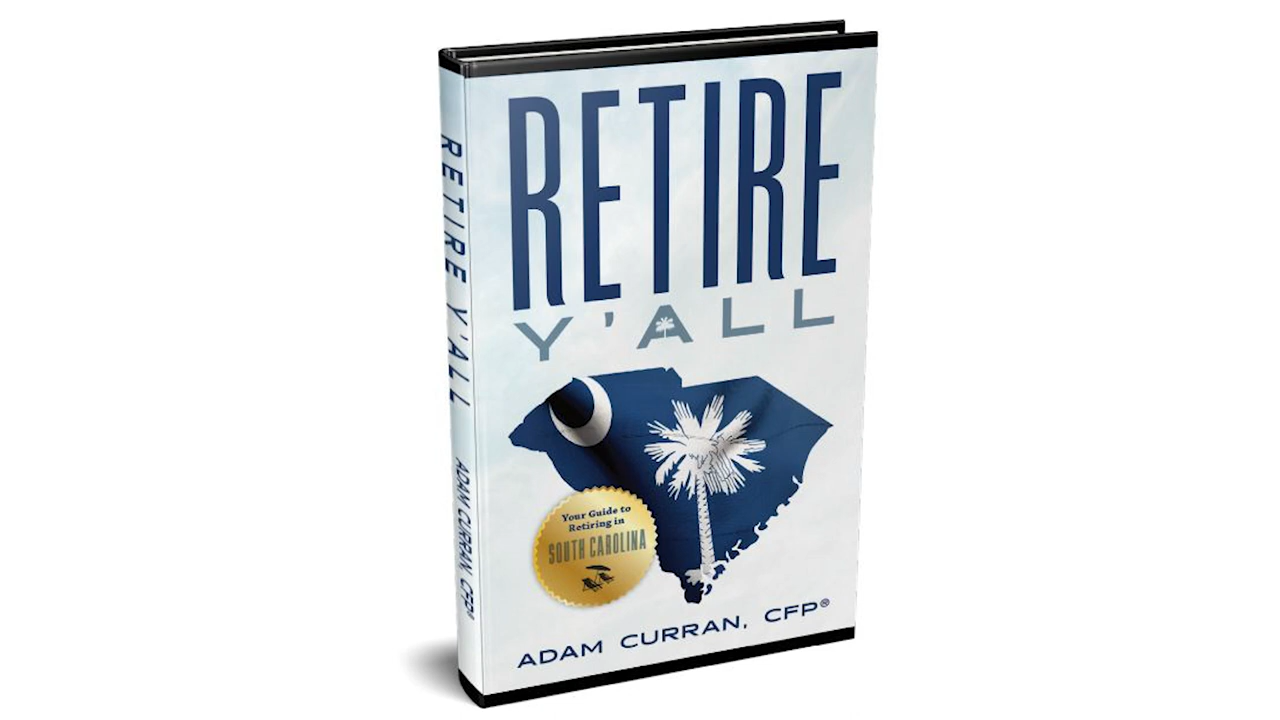 RETIRE
Y'ALL
Your Guide to
Retiring in
SOUTH CAROLINA
ADAM CURRAN, CFP®
RETIRE Y'ALL
ADAM CURRAN, CFP®